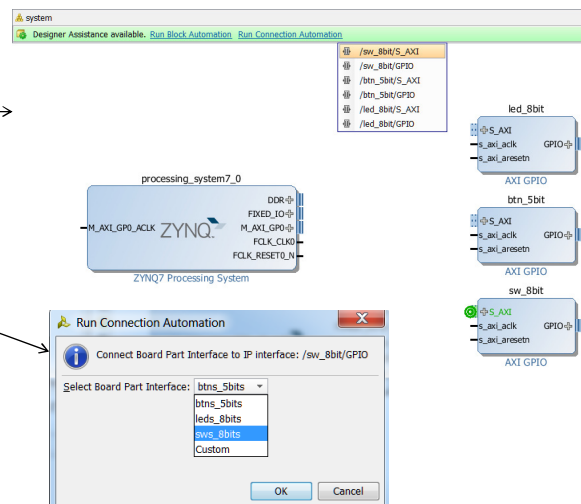 system
Designer Assistance available. Run Block Automation Run Connection Automation
/sw_8bit/S_AXI
/sw_8bit/GPIO
/btn_5bit/S_AXI
/btn_5bit/GPIO
/led_8bit/S_AXI
/led_8bit/GPIO
led_8bit
S_AXI
s_axi_aclk GPIO
s_axi_aresetn
AXI GPIO
btn_5bit
S_AXI
s_axi_aclk GPIO
s_axi_aresetn
AXI GPIO
sw_8bit
S_AXI
s_axi_aclk GPIO
s_axi_aresetn
AXI GPIO
processing_system7_0
DDR
FIXED_IO
M_AXI_GP0_ACLK ZYNQ M_AXI_GP0
FCLK_CLK0
FCLK_RESET0_N
ZYNQ7 Processing System
Run Connection Automation
Connect Board Part Interface to IP interface: /sw_8bit/GPIO
Select Board Part Interface: btns_5bits
btns_5bits
leds_8bits
sws_8bits
Custom
OK Cancel